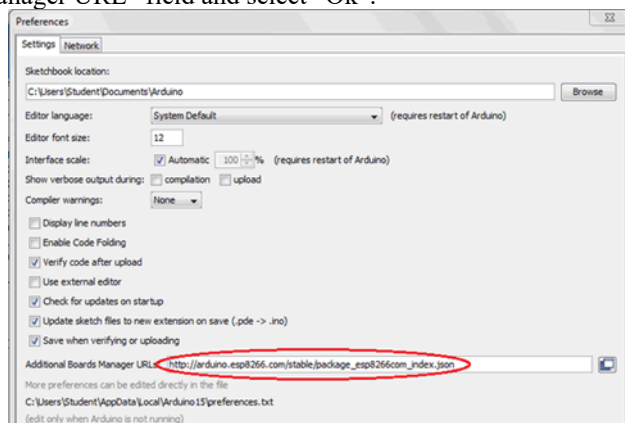 anager URL" field and select "Ok".
Preferences
Settings Network
Sketchbook location:
C:\Users\Student\Documents\Arduino Browse
Editor language: System Default (requires restart of Arduino)
Editor font size: 12
Interface scale: Automatic 100 % (requires restart of Arduino)
Show verbose output during: compilation upload
Compiler warnings: None
Display line numbers
Enable Code Folding
Verify code after upload
Use external editor
Check for updates on startup
Update sketch files to new extension on save (.pde -> .ino)
Save when verifying or uploading
Additional Boards Manager URLs: http://arduino.esp8266.com/stable/package_esp8266com_index.json
More preferences can be edited directly in the file
C:\Users\Student\AppData\Local\Arduino15\preferences.txt
(edit only when Arduino is not running)